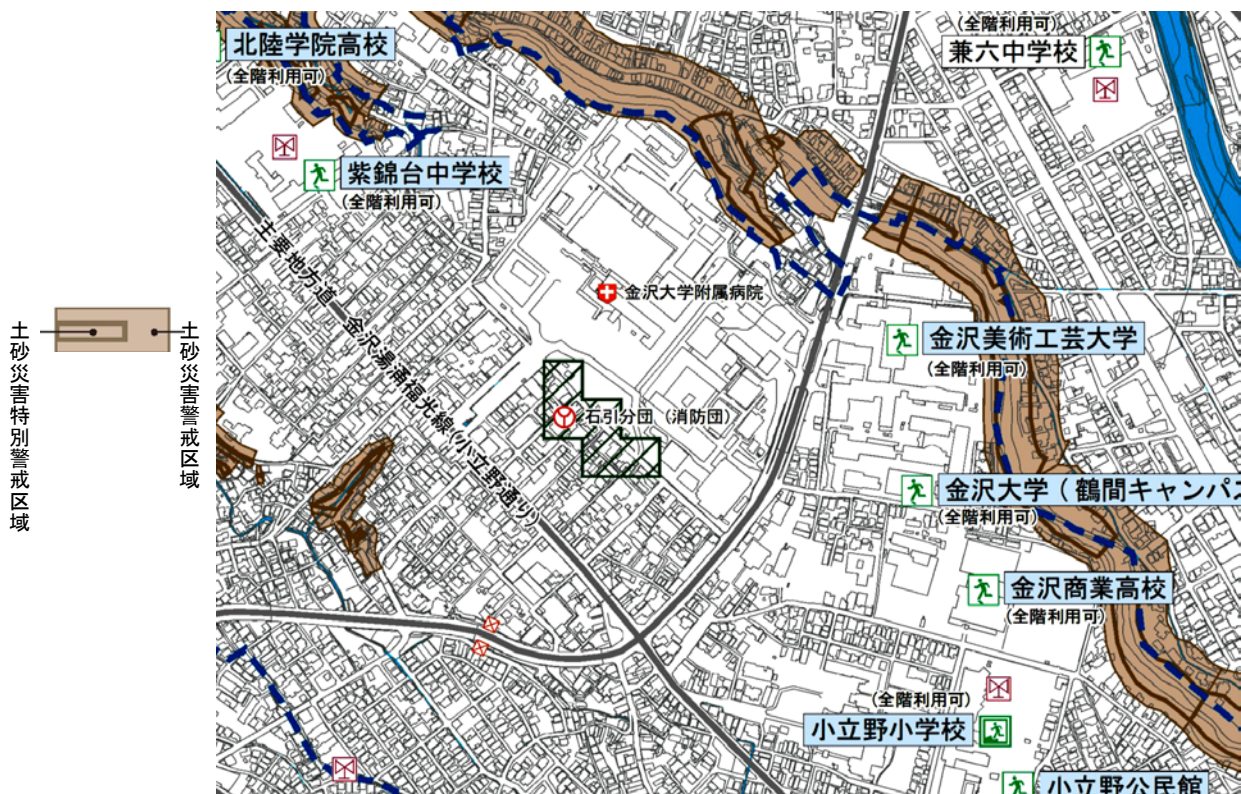 北陸学院高校
(全階利用可)
紫錦台中学校
(全階利用可)
(全階利用可)
兼六中学校
主要地方道 金沢湯涌福光線(小立野通り)
金沢大学附属病院
石引分団(消防団)
金沢美術工芸大学
(全階利用可)
金沢大学(鶴間キャンパス
(全階利用可)
金沢商業高校
(全階利用可)
(全階利用可)
小立野小学校
小立野公民館
土砂災害特別警戒区域
土砂災害警戒区域